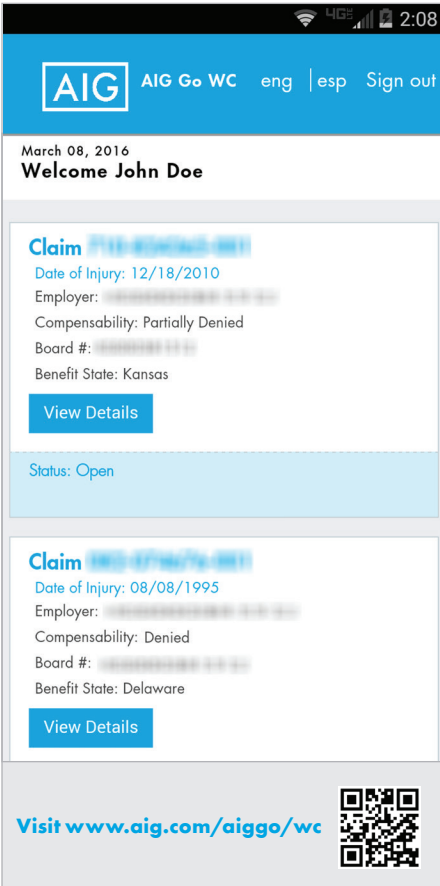 4G 2:08
AIG AIG Go WC eng | esp Sign out
March 08, 2016
Welcome John Doe
Claim
Date of Injury: 12/18/2010
Employer:
Compensability: Partially Denied
Board #:
Benefit State: Kansas
View Details
Status: Open
Claim
Date of Injury: 08/08/1995
Employer:
Compensability: Denied
Board #:
Benefit State: Delaware
View Details
Visit www.aig.com/aiggo/wc